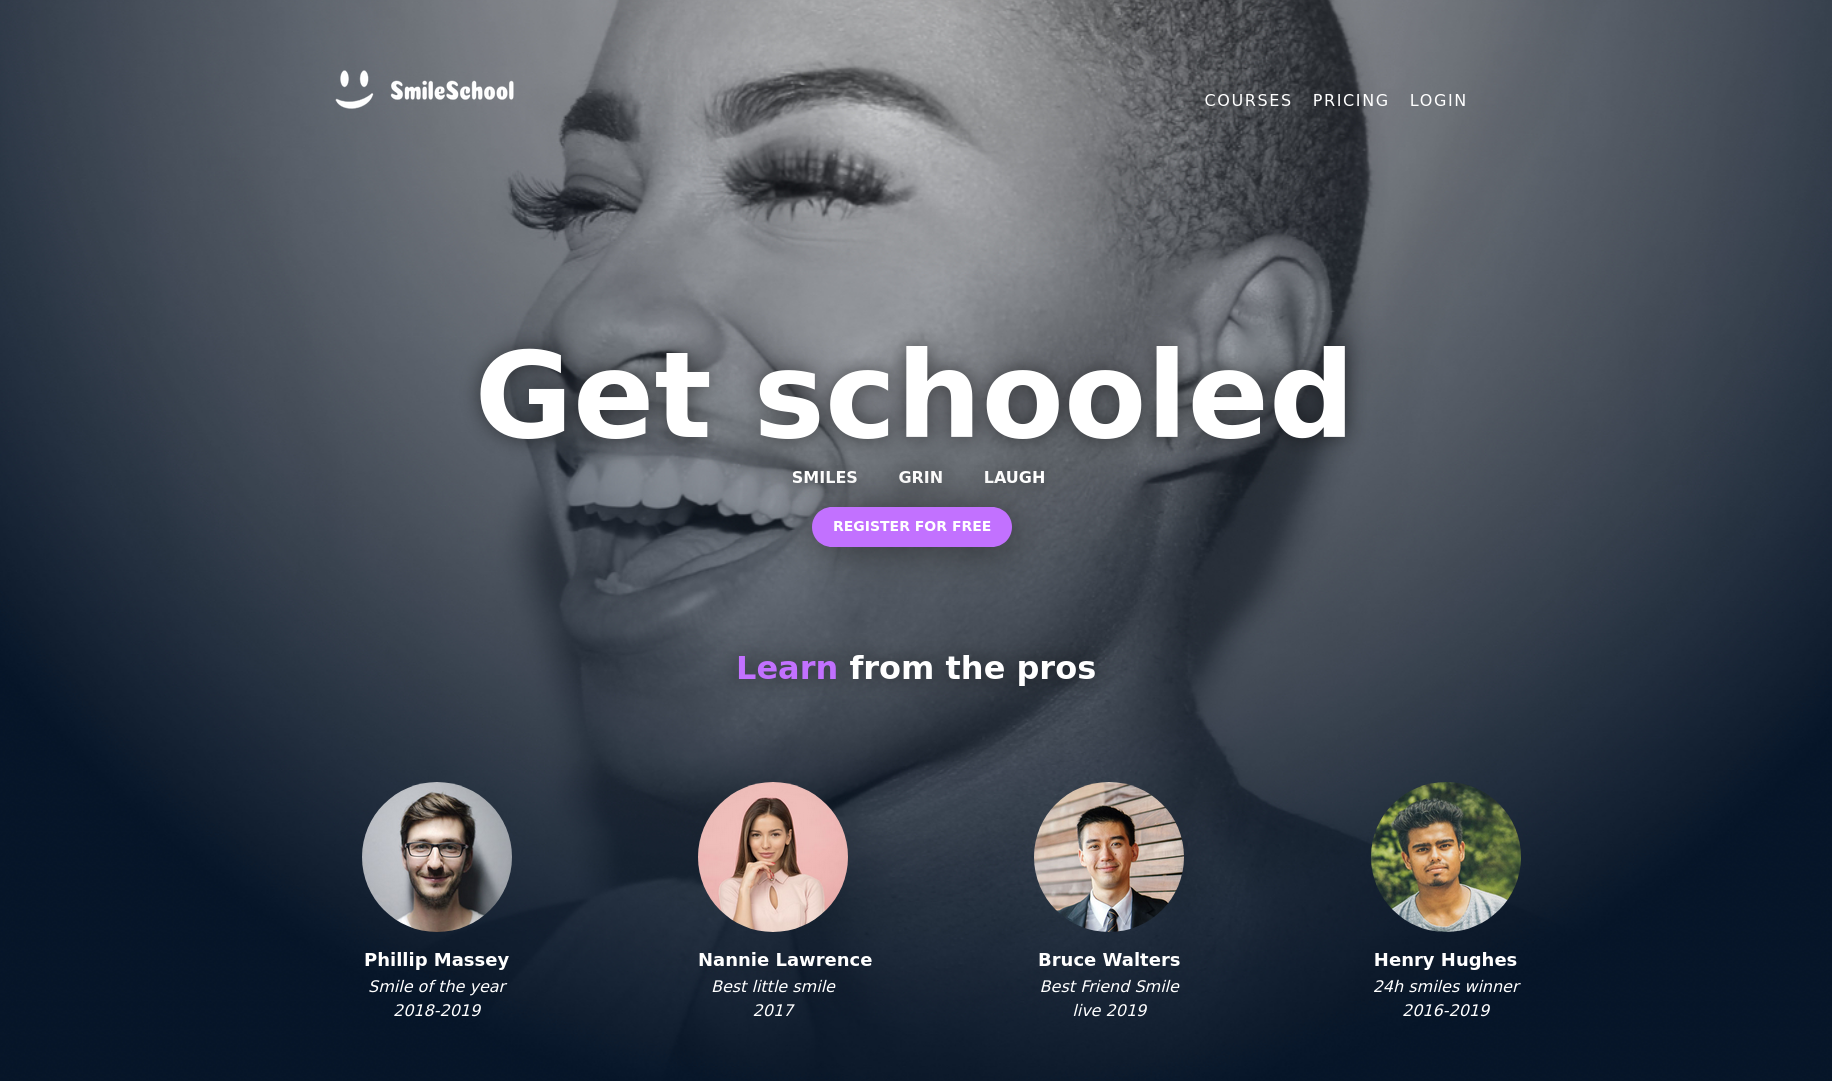 SmileSchool
COURSES PRICING LOGIN
Get schooled
SMILES GRIN LAUGH
REGISTER FOR FREE
Learn from the pros
Phillip Massey
Smile of the year
2018-2019
Nannie Lawrence
Best little smile
2017
Bruce Walters
Best Friend Smile
live 2019
Henry Hughes
24h smiles winner
2016-2019